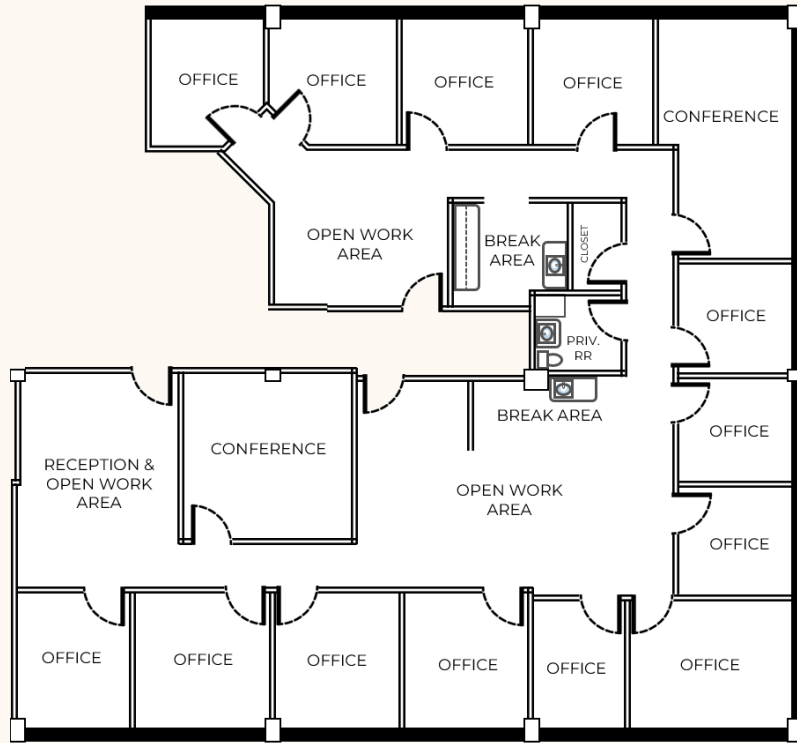 OFFICE
OFFICE
OFFICE
OFFICE
CONFERENCE
OPEN WORK
AREA
BREAK
AREA
CLOSET
OFFICE
PRIV.
RR
BREAK AREA
OFFICE
CONFERENCE
RECEPTION &
OPEN WORK
AREA
OPEN WORK
AREA
OFFICE
OFFICE
OFFICE
OFFICE
OFFICE
OFFICE
OFFICE